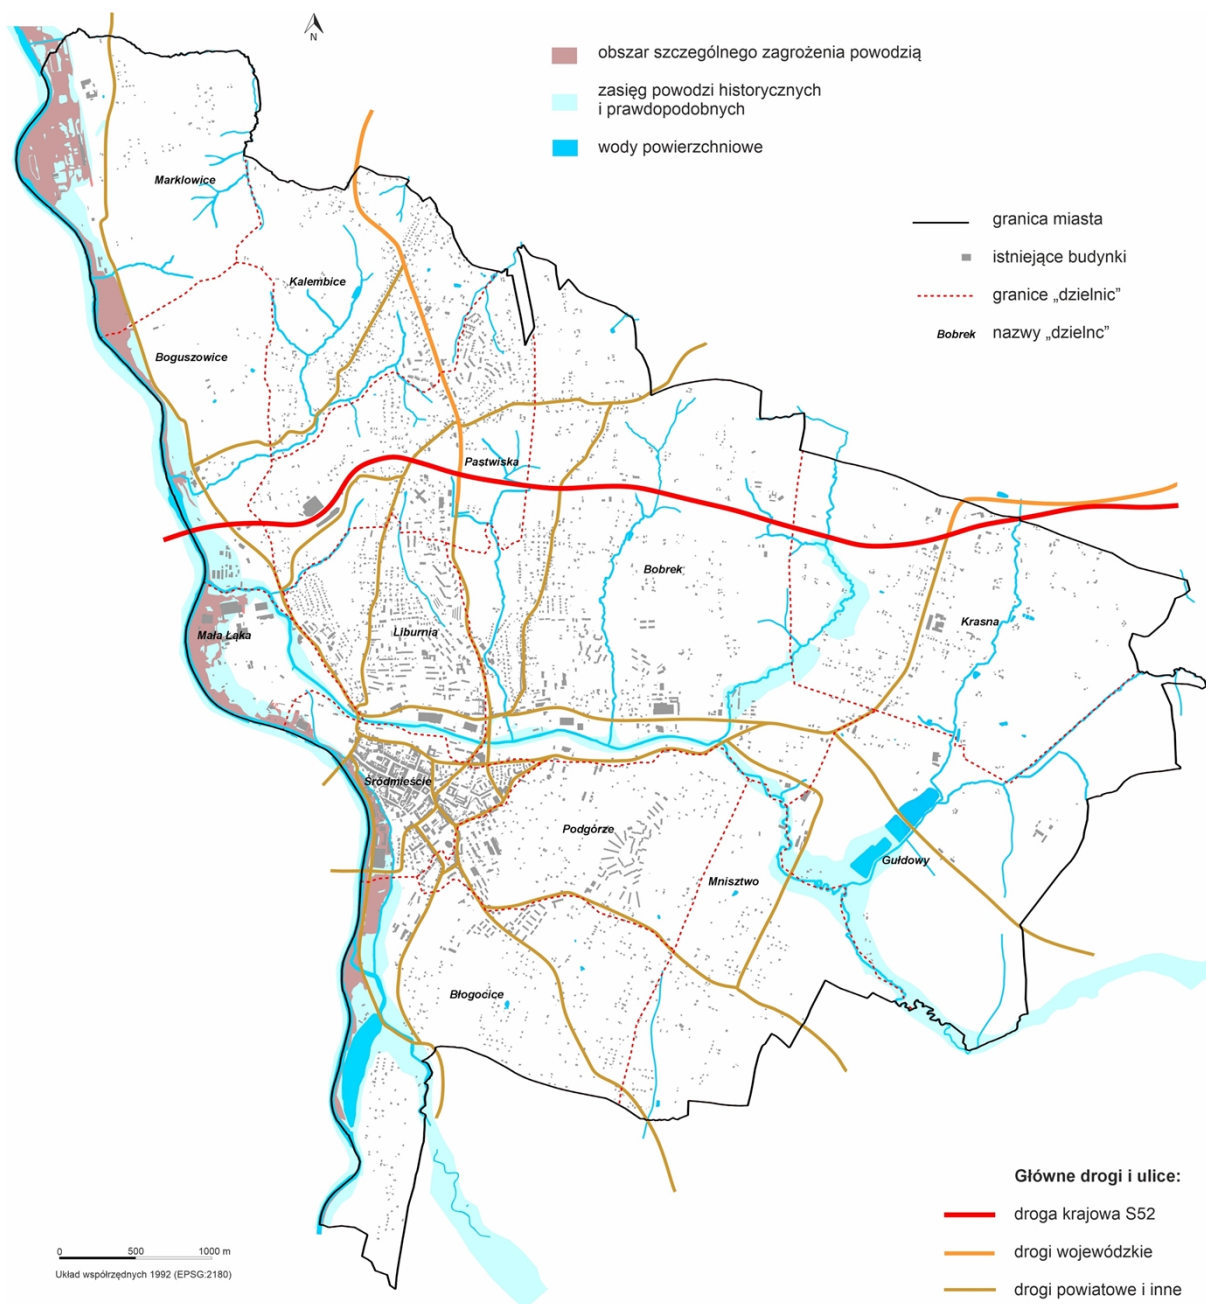 N
obszar szczególnego zagrożenia powodzią
zasięg powodzi historycznych
i prawdopodobnych
wody powierzchniowe
granica miasta
istniejące budynki
granice „dzielnic”
Bobrek nazwy „dzielnc”
Marklowice
Kalembice
Boguszowice
Pastwiska
Bobrek
Krasna
Liburnia
Mała Łąka
Śródmieście
Podgórze
Gułdowy
Mnisztwo
Błogocice
Główne drogi i ulice:
droga krajowa S52
drogi wojewódzkie
drogi powiatowe i inne
0 500 1000 m
Układ współrzędnych 1992 (EPSG:2180)